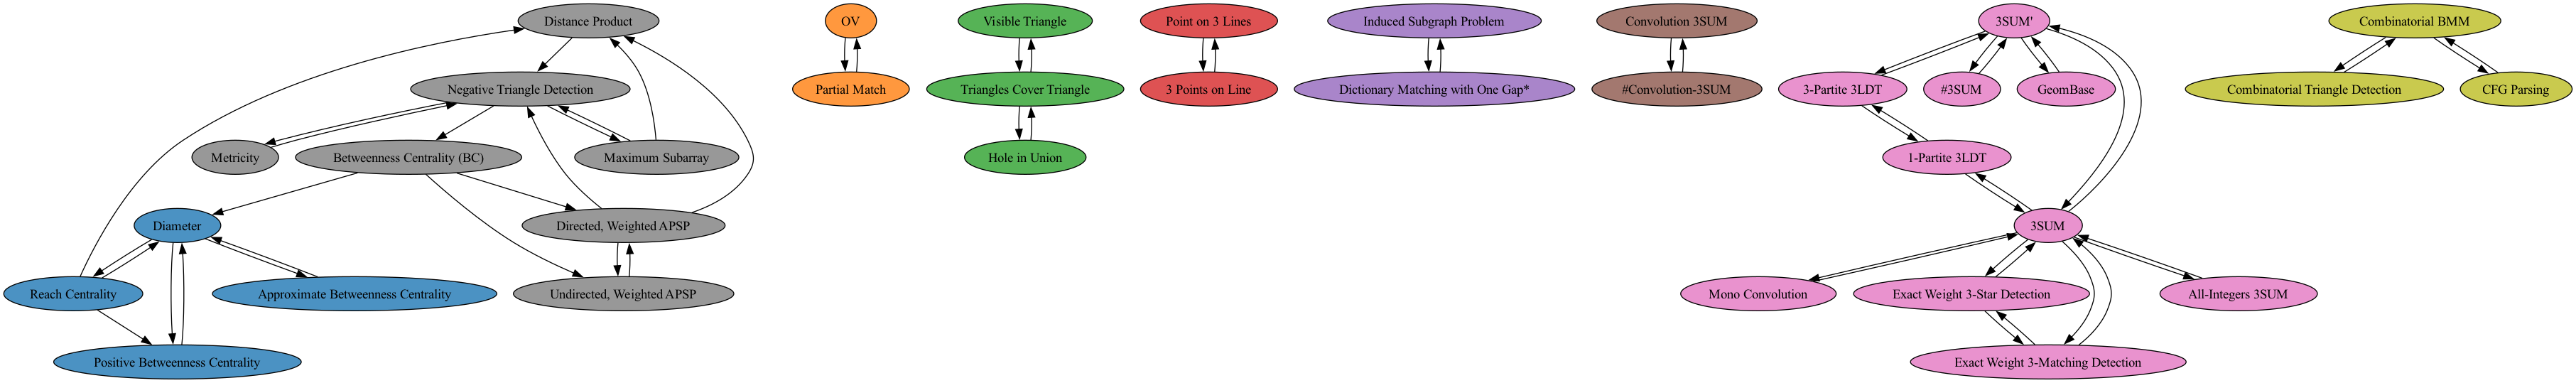 Distance Product
OV
Visible Triangle
Point on 3 Lines
Induced Subgraph Problem
Convolution 3SUM
3SUM'
Combinatorial BMM
Negative Triangle Detection
Partial Match
Triangles Cover Triangle
3 Points on Line
Dictionary Matching with One Gap*
#Convolution-3SUM
3-Partite 3LDT
#3SUM
GeomBase
Combinatorial Triangle Detection
CFG Parsing
Metricity
Betweenness Centrality (BC)
Maximum Subarray
Hole in Union
1-Partite 3LDT
Diameter
Directed, Weighted APSP
3SUM
Reach Centrality
Approximate Betweenness Centrality
Undirected, Weighted APSP
Mono Convolution
Exact Weight 3-Star Detection
All-Integers 3SUM
Positive Betweenness Centrality
Exact Weight 3-Matching Detection